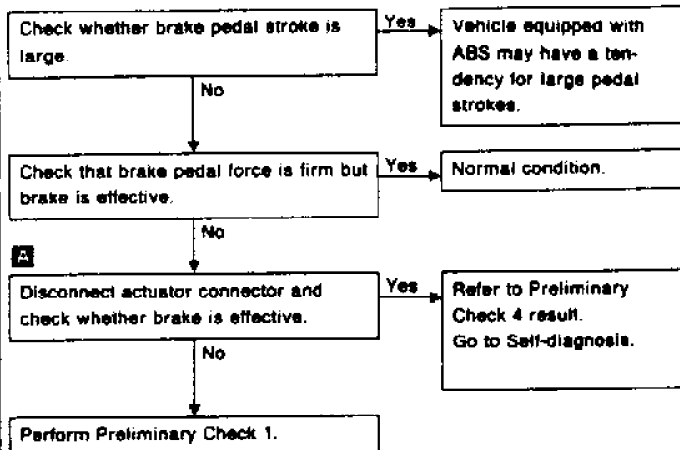 Check whether brake pedal stroke is
large.
Yes
Vehicle equipped with
ABS may have a ten-
dency for large pedal
strokes.
No
Check that brake pedal force is firm but
brake is effective.
Yes
Normal condition.
No
A
Disconnect actuator connector and
check whether brake is effective.
Yes
Refer to Preliminary
Check 4 result.
Go to Self-diagnosis.
No
Perform Preliminary Check 1.